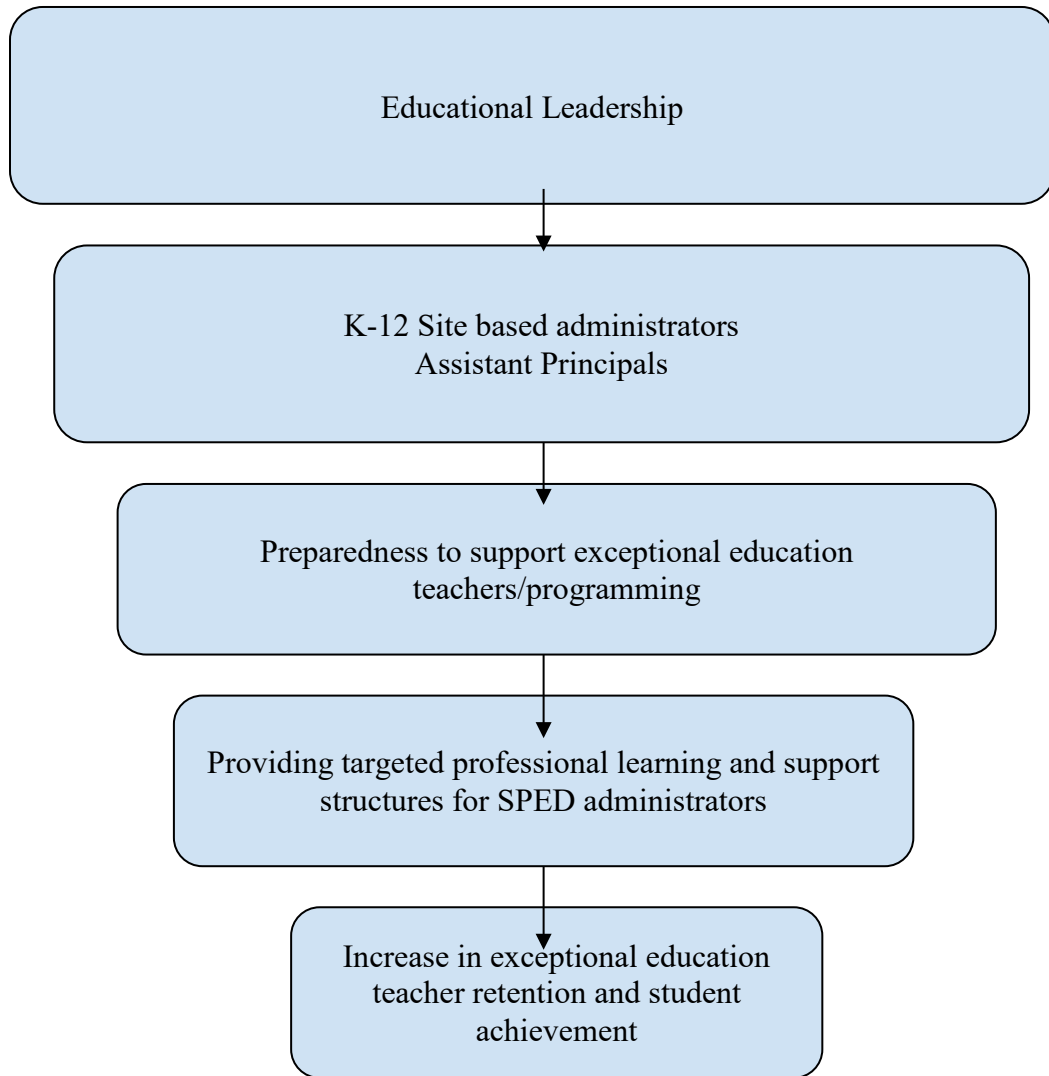 Educational Leadership
K-12 Site based administrators
Assistant Principals
Preparedness to support exceptional education
teachers/programming
Providing targeted professional learning and support
structures for SPED administrators
Increase in exceptional education
teacher retention and student
achievement